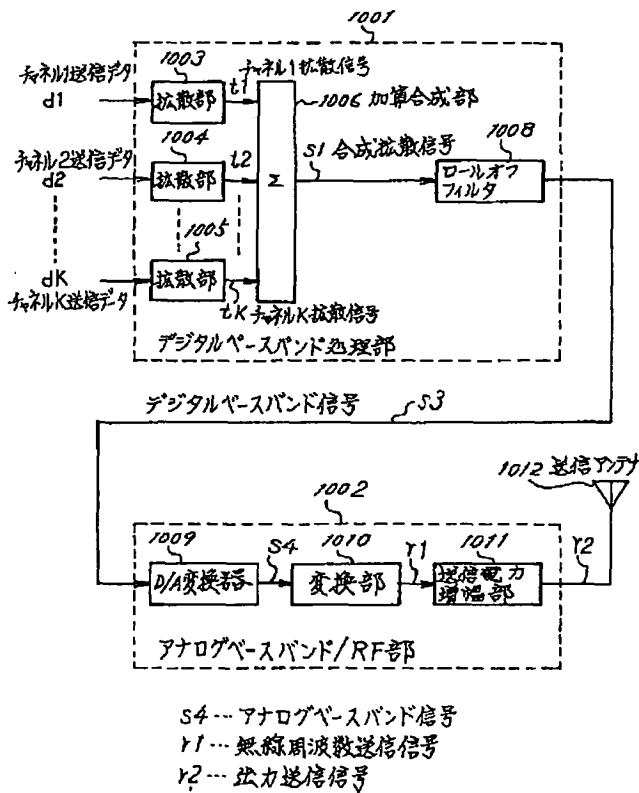 1001
チャネル1送信データ
d1
1003
拡散部
t1
チャネル1拡散信号
1006 加算合成部
チャネル2送信データ
d2
1004
拡散部
t2
Σ
s1 合成拡散信号
1008
ロールオフ
フィルタ
1005
dK
拡散部
チャネルK送信データ
tK チャネルK拡散信号
デジタルベースバンド処理部
デジタルベースバンド信号
s3
1012 送信アンテナ
1002
1009
D/A変換器
s4
1010
変換部
r1
1011
送信電力
増幅部
r2
アナログベースバンド/RF部
s4…アナログベースバンド信号
r1…無線周波数送信信号
r2…出力送信信号